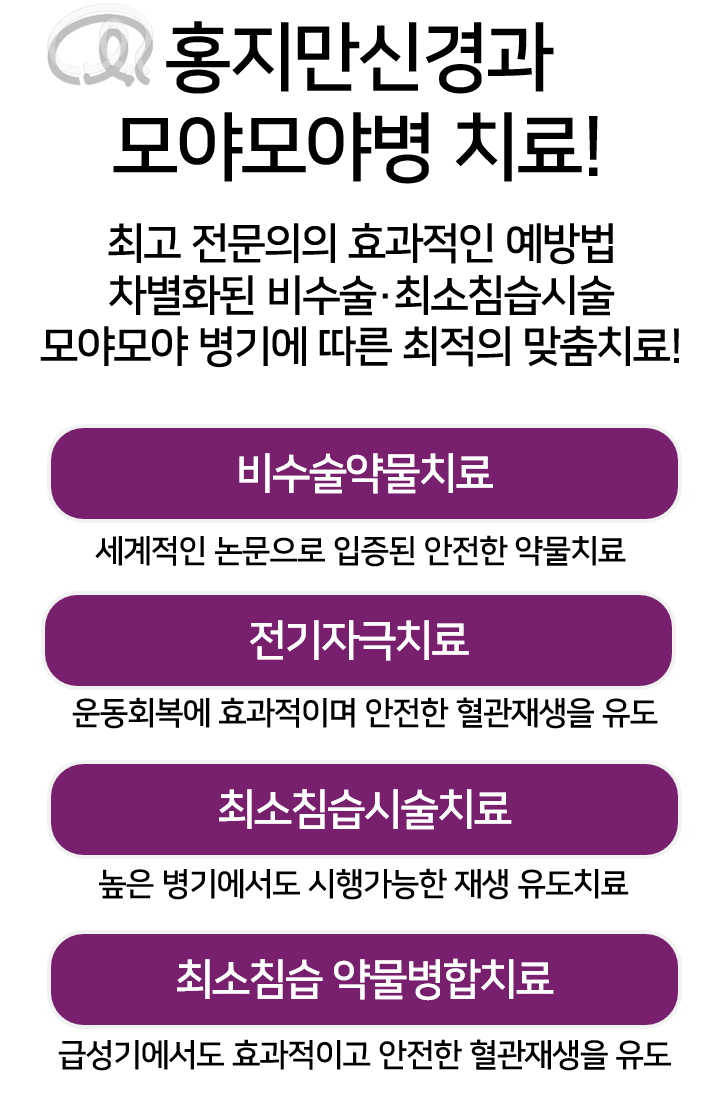 홍지만신경과
모야모야병 치료!
최고 전문의의 효과적인 예방법
차별화된 비수술·최소침습시술
모야모야 병기에 따른 최적의 맞춤치료!
비수술약물치료
세계적인 논문으로 입증된 안전한 약물치료
전기자극치료
운동회복에 효과적이며 안전한 혈관재생을 유도
최소침습시술치료
높은 병기에서도 시행가능한 재생 유도치료
최소침습 약물병합치료
급성기에서도 효과적이고 안전한 혈관재생을 유도